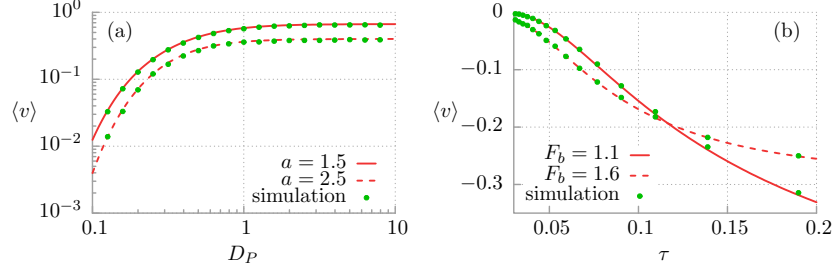 (a)
10⁰
10⁻¹
⟨v⟩
10⁻²
10⁻³
a = 1.5
a = 2.5
simulation
0.1
1
10
D_P
(b)
0
−0.1
⟨v⟩
−0.2
−0.3
F_b = 1.1
F_b = 1.6
simulation
0.05
0.1
0.15
0.2
τ